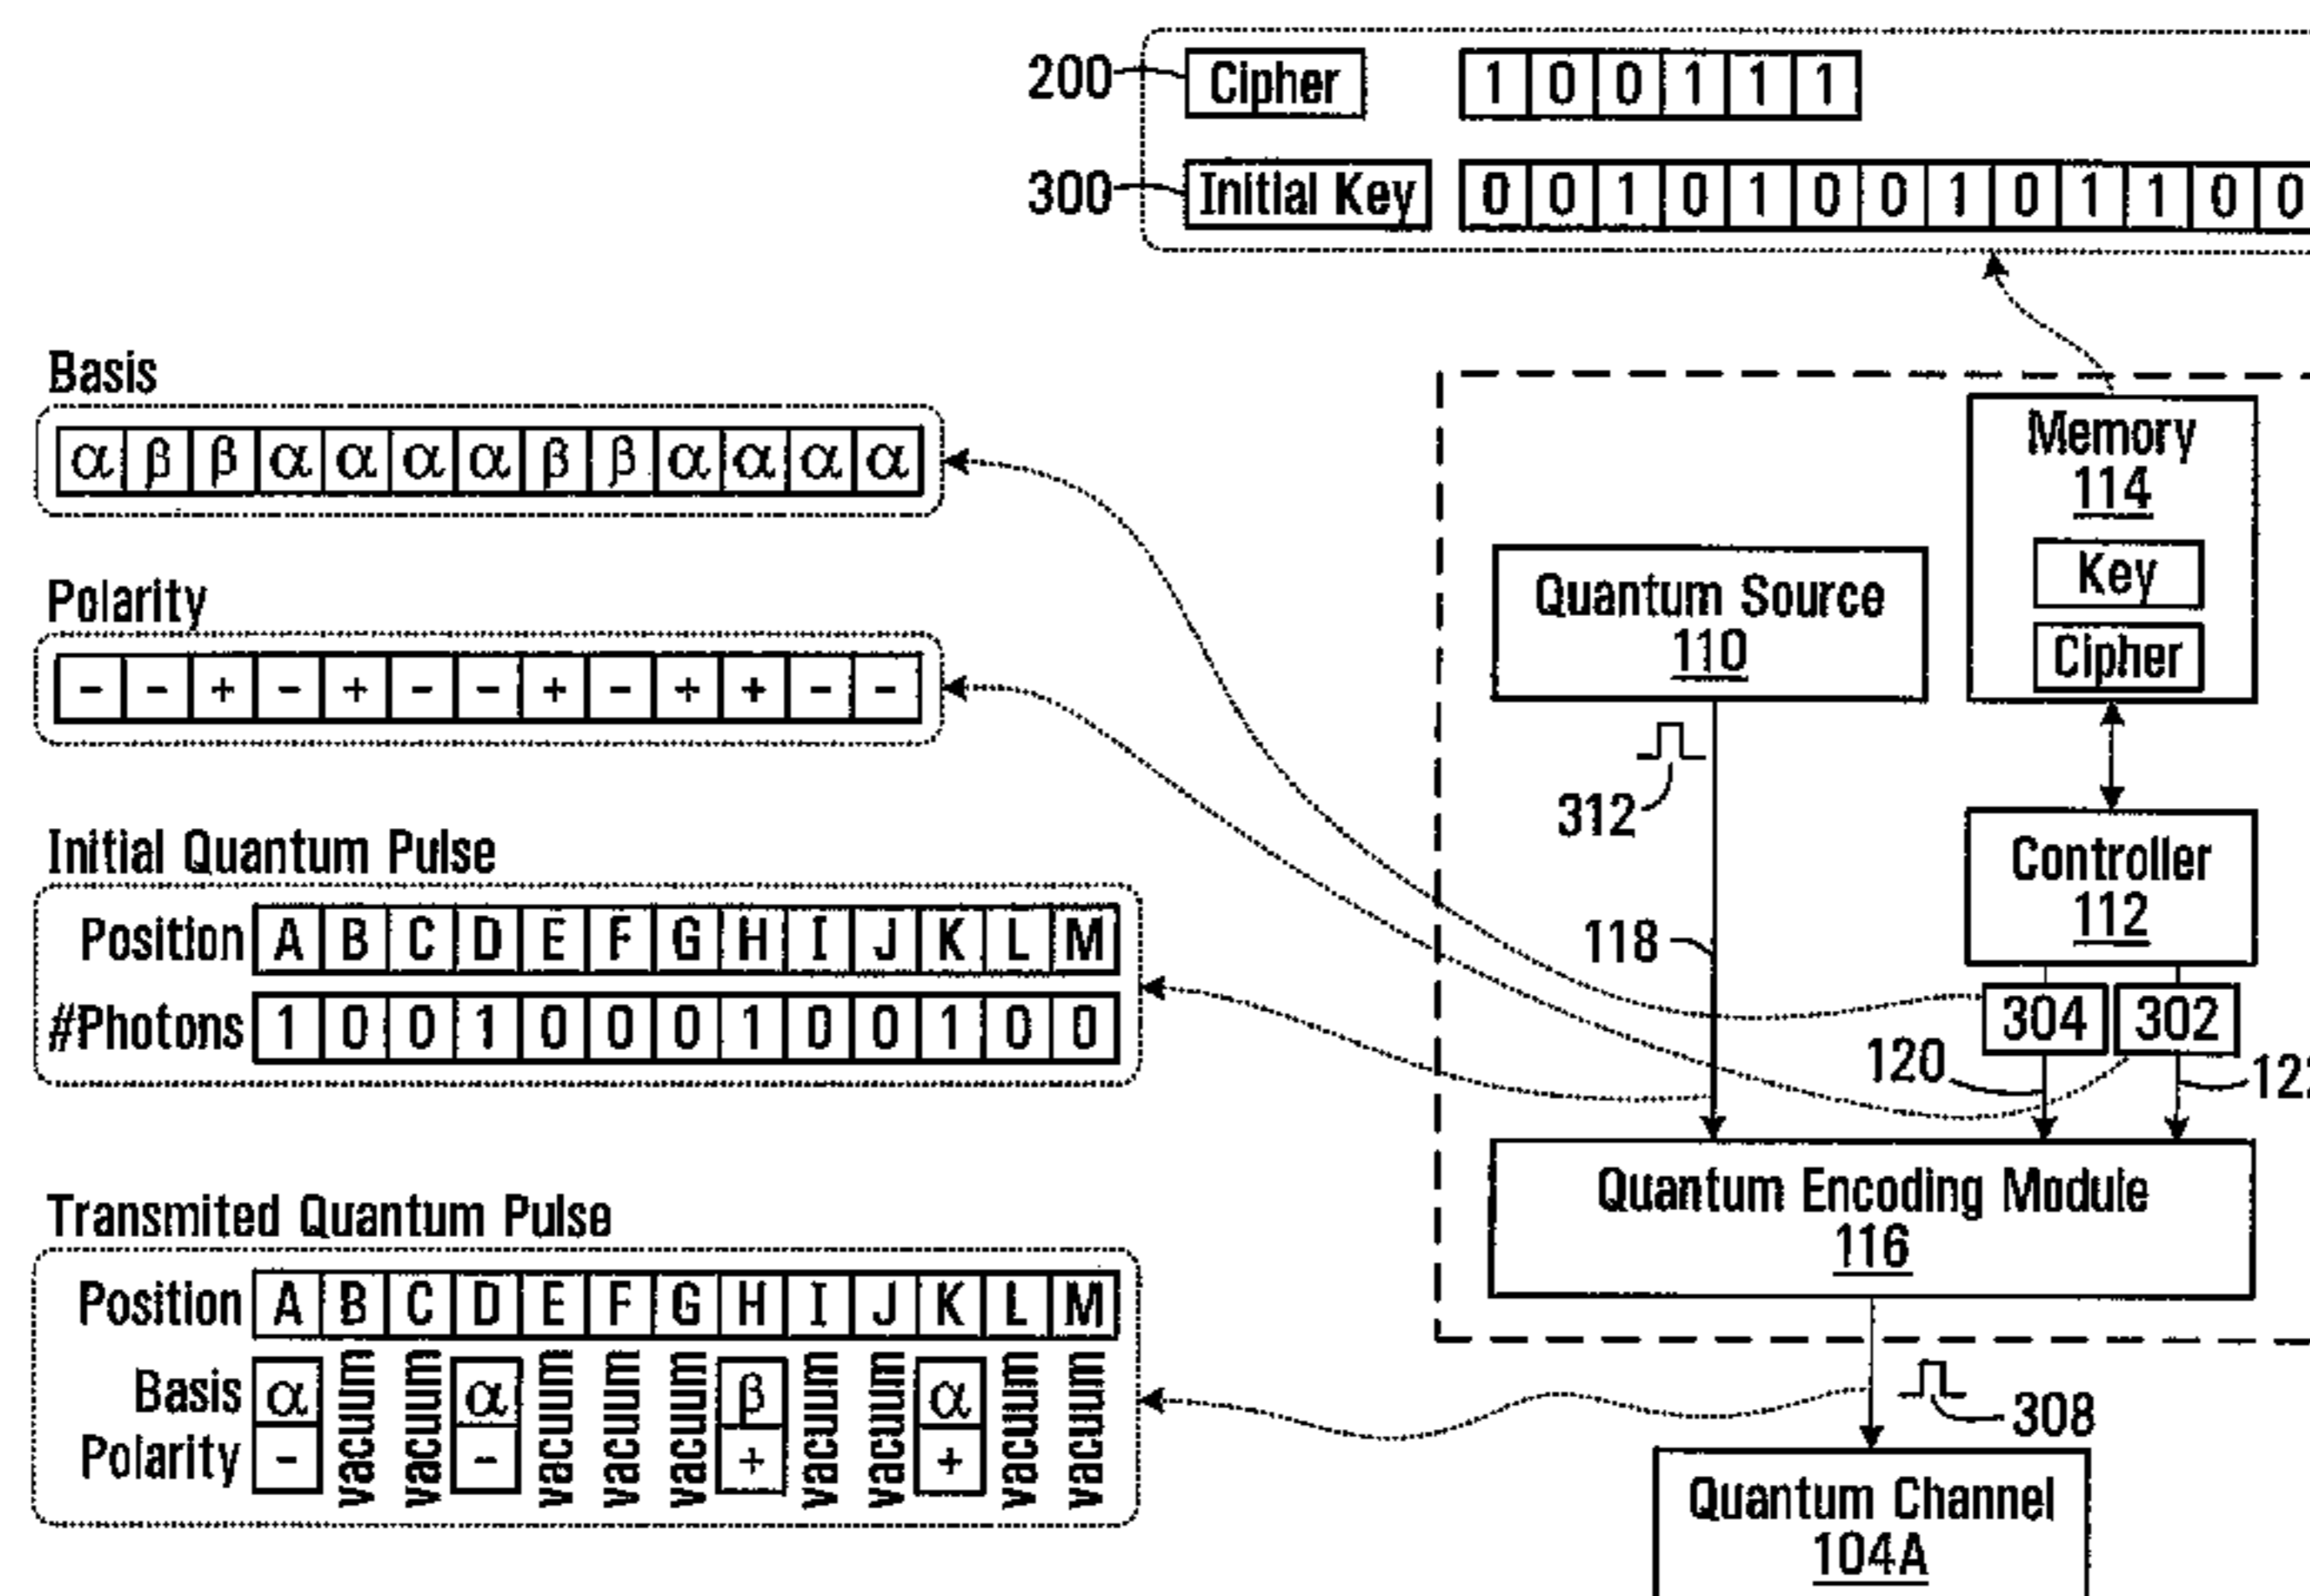 200 Cipher 1 0 0 1 1 1
300 Initial Key 0 0 1 0 1 0 0 1 0 1 1 0 0
Basis
α β β α α α α β β α α α α
Polarity
- - + - + - - + - + + - -
Initial Quantum Pulse
Position A B C D E F G H I J K L M
#Photons 1 0 0 1 0 0 0 1 0 0 1 0 0
Transmited Quantum Pulse
Position A B C D E F G H I J K L M
Basis α vacuum vacuum α vacuum vacuum vacuum β vacuum vacuum α vacuum vacuum
Polarity - - + +
Memory
114
Key
Cipher
Quantum Source
110
312
Controller
112
118
304 302
120
Quantum Encoding Module
116
308
Quantum Channel
104A